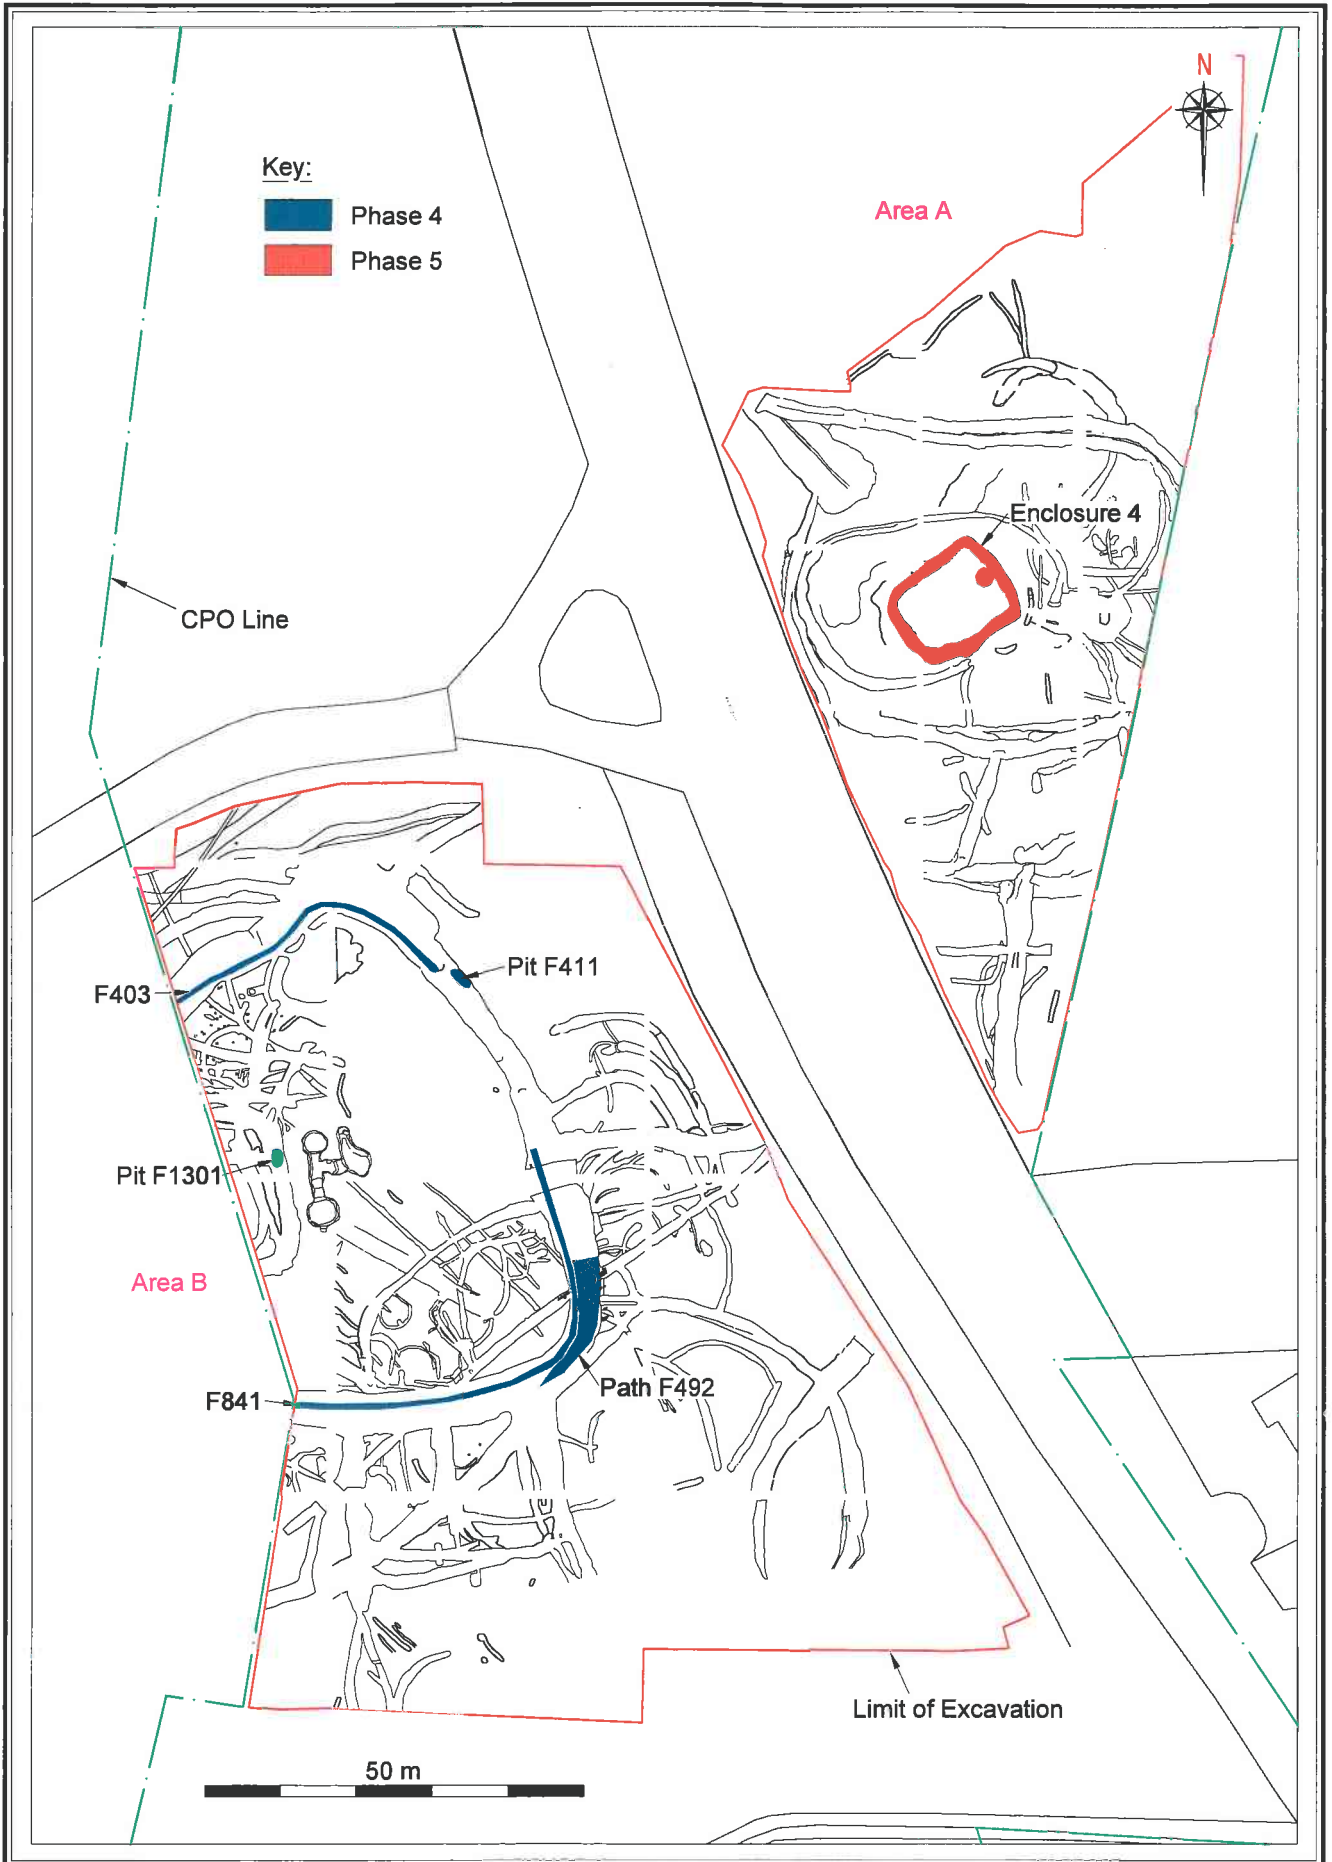 N
Key:
Phase 4
Phase 5
Area A
Enclosure 4
CPO Line
Pit F411
F403
Pit F1301
Area B
F841
Path F492
Limit of Excavation
50 m